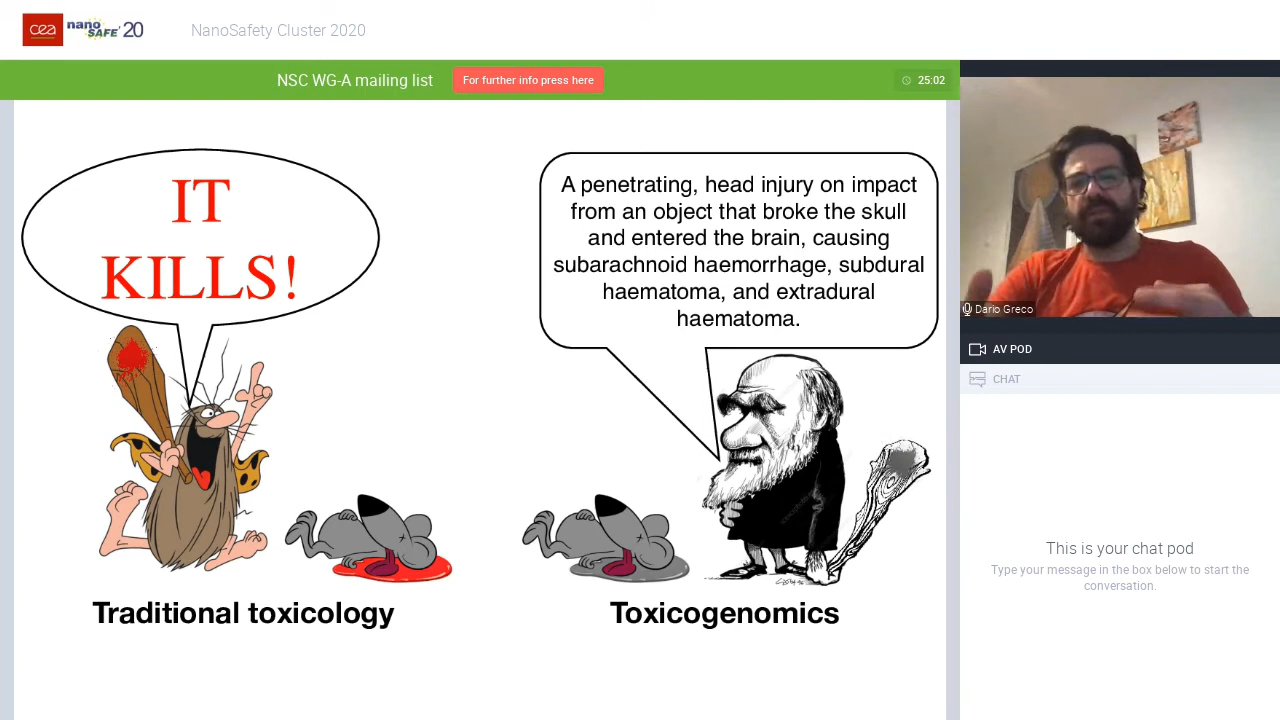 cea nano SAFE' 20
NanoSafety Cluster 2020
NSC WG-A mailing list
For further info press here
25:02
IT
KILLS!
A penetrating, head injury on impact
from an object that broke the skull
and entered the brain, causing
subarachnoid haemorrhage, subdural
haematoma, and extradural
haematoma.
Traditional toxicology
Toxicogenomics
Dario Greco
AV POD
CHAT
This is your chat pod
Type your message in the box below to start the
conversation.